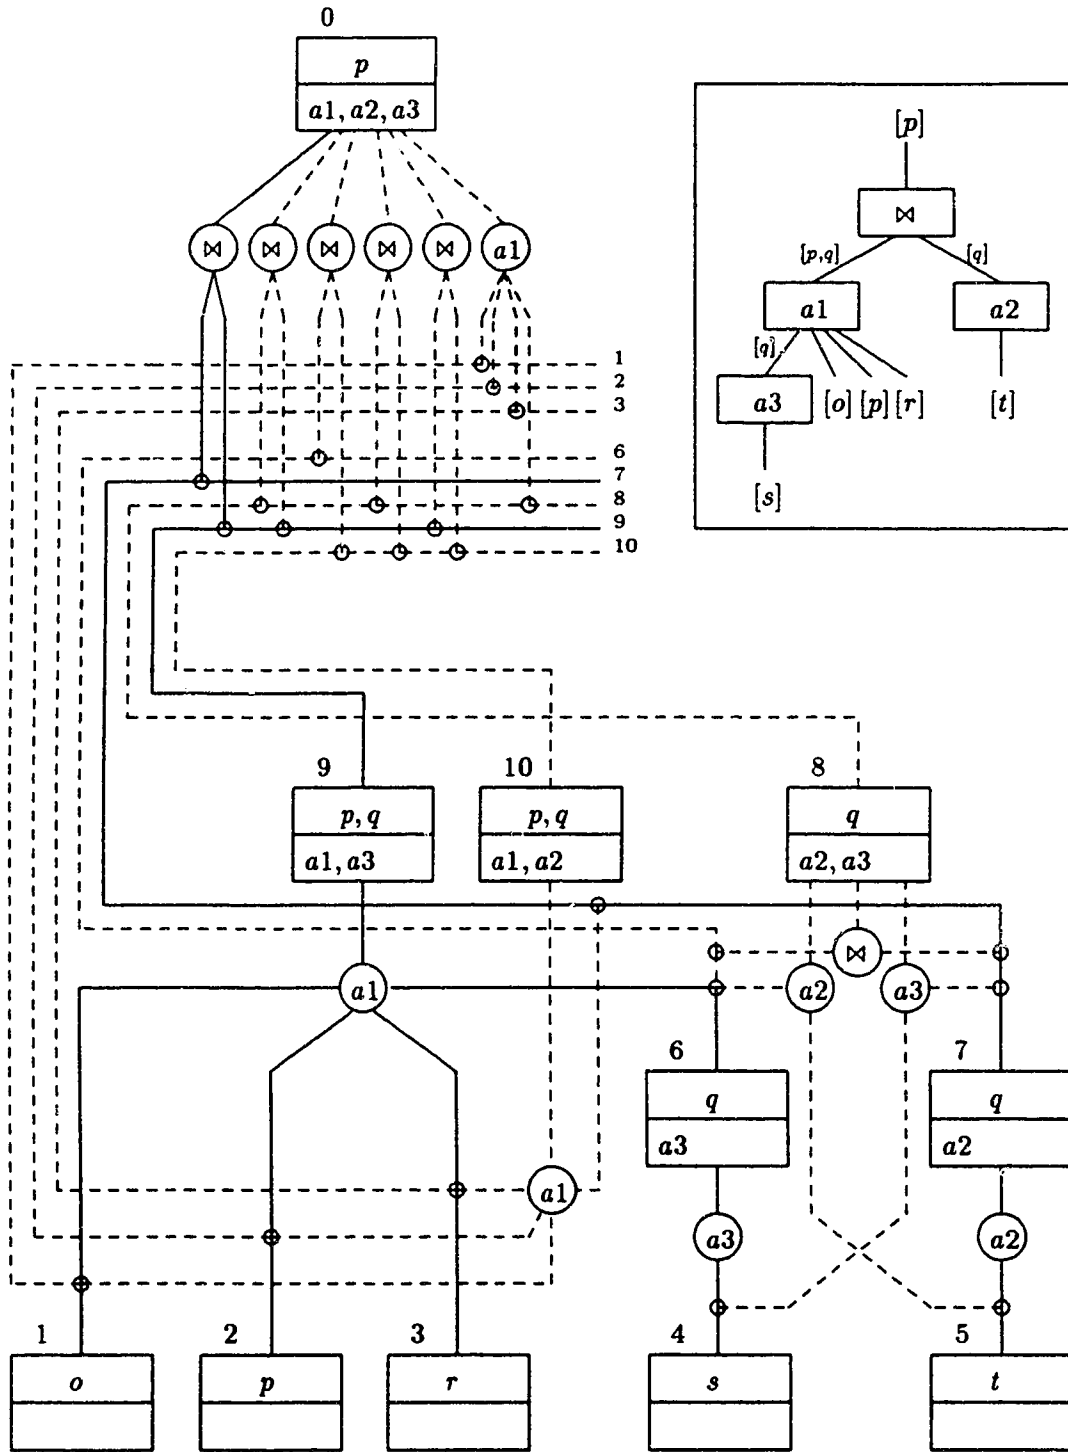 0
p
a1, a2, a3
⋈ ⋈ ⋈ ⋈ ⋈ a1
1
2
3
6
7
8
9
10
[p]
⋈
[p,q] [q]
a1 a2
[q]
a3 [o] [p] [r] [t]
[s]
9 10 8
p, q p, q q
a1, a3 a1, a2 a2, a3
⋈
a1 a2 a3
6 7
q q
a3 a2
a1
a3 a2
1 2 3 4 5
o p r s t